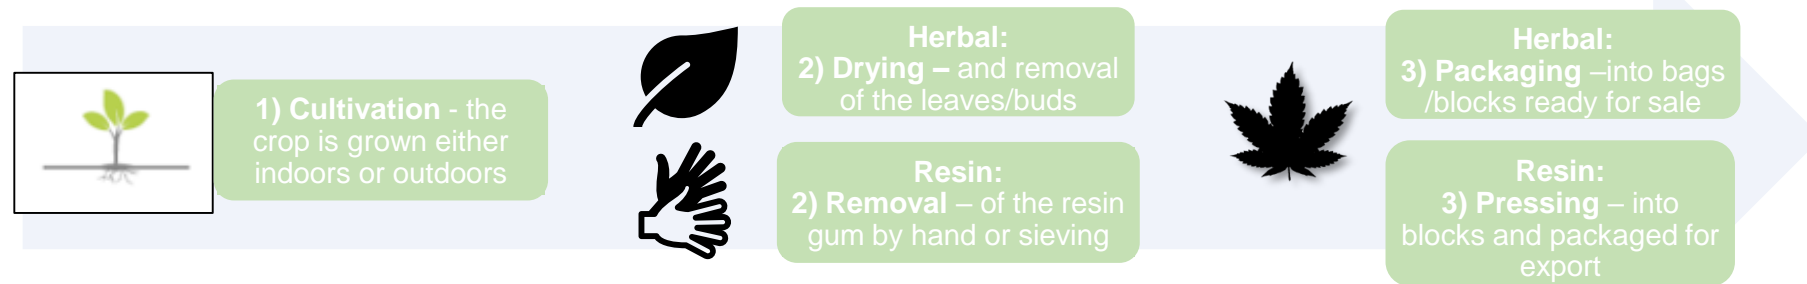 1) Cultivation - the
crop is grown either
indoors or outdoors
Herbal:
2) Drying – and removal
of the leaves/buds
Resin:
2) Removal – of the resin
gum by hand or sieving
Herbal:
3) Packaging –into bags
/blocks ready for sale
Resin:
3) Pressing – into
blocks and packaged for
export